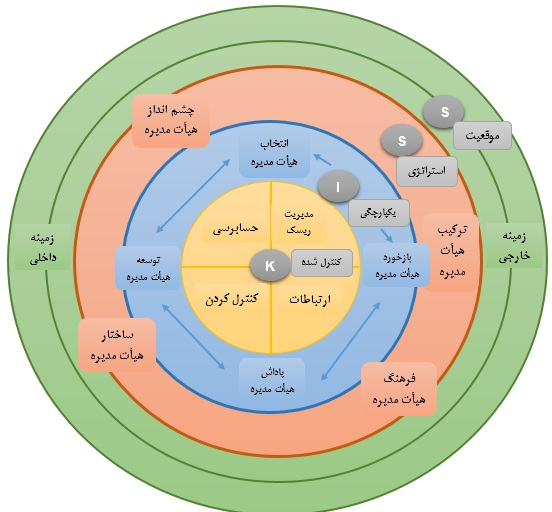 چشم انداز
هیأت مدیره
S
موقعیت
S
استراتژی
انتخاب
هیأت مدیره
I
یکپارچگی
مدیریت
ریسک
حسابرسی
ترکیب
هیأت
مدیره
زمینه
خارجی
زمینه
داخلی
بازخورده
هیأت مدیره
توسعه
هیأت مدیره
K
کنترل شده
ارتباطات
کنترل کردن
ساختار
هیأت مدیره
پاداش
هیأت مدیره
فرهنگ
هیأت مدیره